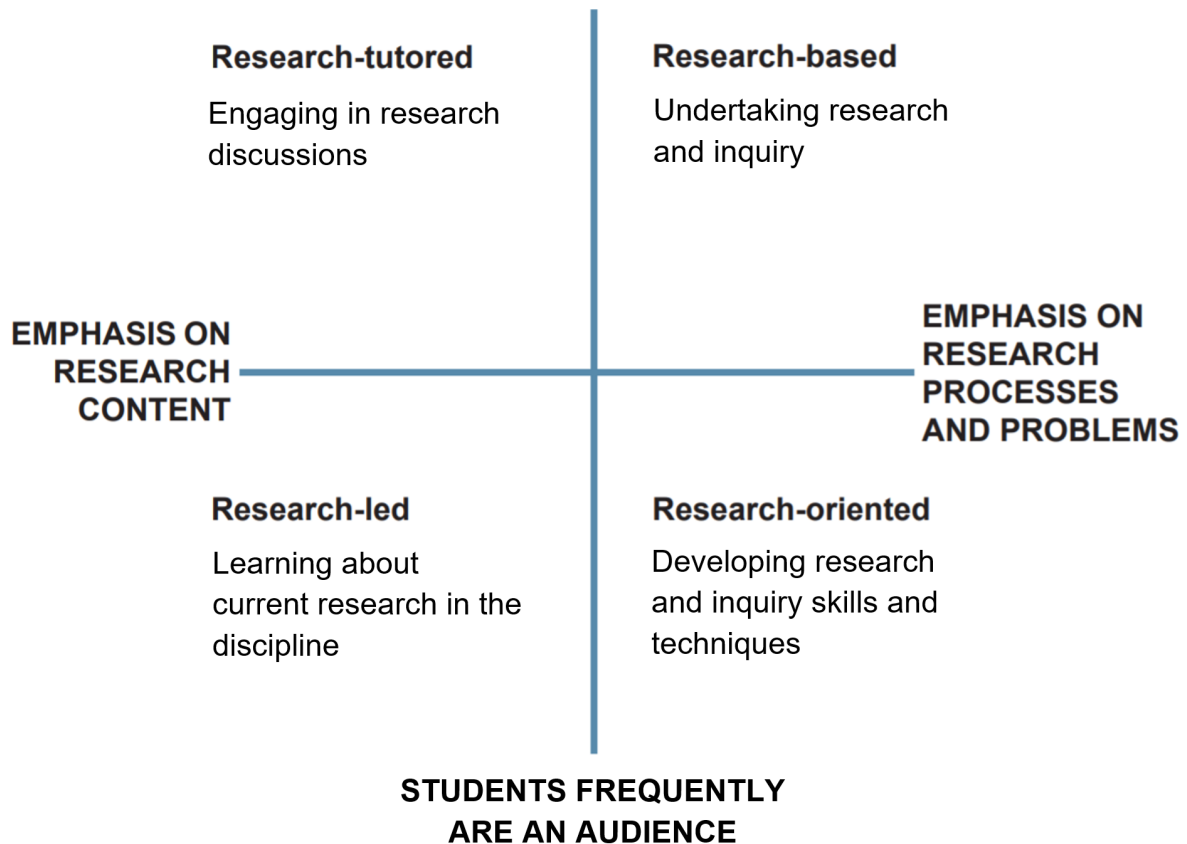 Research-tutored
Engaging in research
discussions
Research-based
Undertaking research
and inquiry
EMPHASIS ON
RESEARCH
CONTENT
EMPHASIS ON
RESEARCH
PROCESSES
AND PROBLEMS
Research-led
Learning about
current research in the
discipline
Research-oriented
Developing research
and inquiry skills and
techniques
STUDENTS FREQUENTLY
ARE AN AUDIENCE